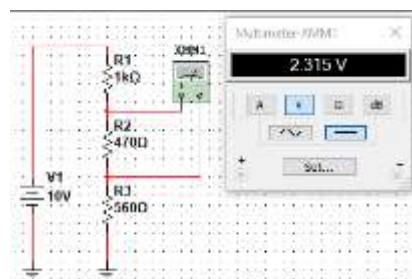 Multimeter-XMM1
XMM1
R1
1kΩ
2.315 V
A
V
Ω
dB
R2
470Ω
+
Set...
-
V1
10V
R3
560Ω